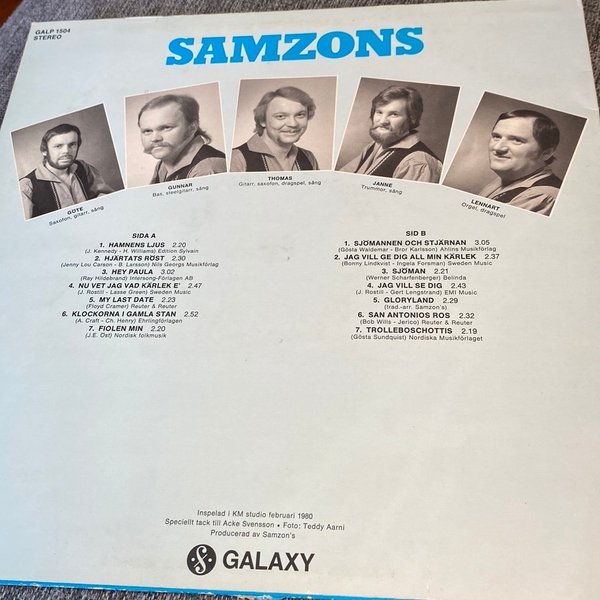 GALP 1504
STEREO
SAMZONS
GÖTE
Saxofon, gitarr, sång
GUNNAR
Bas, steelgitarr, sång
THOMAS
Gitarr, saxofon, dragspel, sång
JANNE
Trummor, sång
LENNART
Orgel, dragspel
SIDA A
1. HAMNENS LJUS 2.20
(J. Kennedy - H. Williams) Edition Sylvain
2. HJÄRTATS RÖST 2.30
(Jenny Lou Carson - B. Larsson) Nils Georgs Musikförlag
3. HEY PAULA 3.02
(Ray Hildebrand) Intersong-Förlagen AB
4. NU VET JAG VAD KÄRLEK E' 2.47
(J. Rostill - Lasse Green) Sweden Music
5. MY LAST DATE 2.23
(Floyd Cramer) Reuter & Reuter
6. KLOCKORNA I GAMLA STAN 2.52
(A. Craft - Ch. Henry) Ehrlingförlagen
7. FIOLEN MIN 2.20
(J.E. Ost) Nordisk folkmusik
SID B
1. SJÖMANNEN OCH STJÄRNAN 3.05
(Gösta Waldemar - Bror Karlsson) Ahlins Musikförlag
2. JAG VILL GE DIG ALL MIN KÄRLEK 2.37
(Bonny Lindqvist - Ingela Forsman) Sweden Music
3. SJÖMAN 2.21
(Werner Scharfenberger) Belinda
4. JAG VILL SE DIG 2.43
(J. Rostill - Gert Lengstrand) EMI Music
5. GLORYLAND 2.29
(trad.-arr. Samzon's)
6. SAN ANTONIOS ROS 2.32
(Bob Wills - Jerico) Reuter & Reuter
7. TROLLEBOSCHOTTIS 2.19
(Gösta Sundquist) Nordiska Musikförlaget
Inspelad i KM studio februari 1980
Speciellt tack till Acke Svensson • Foto: Teddy Aarni
Producerad av Samzon's
GALAXY